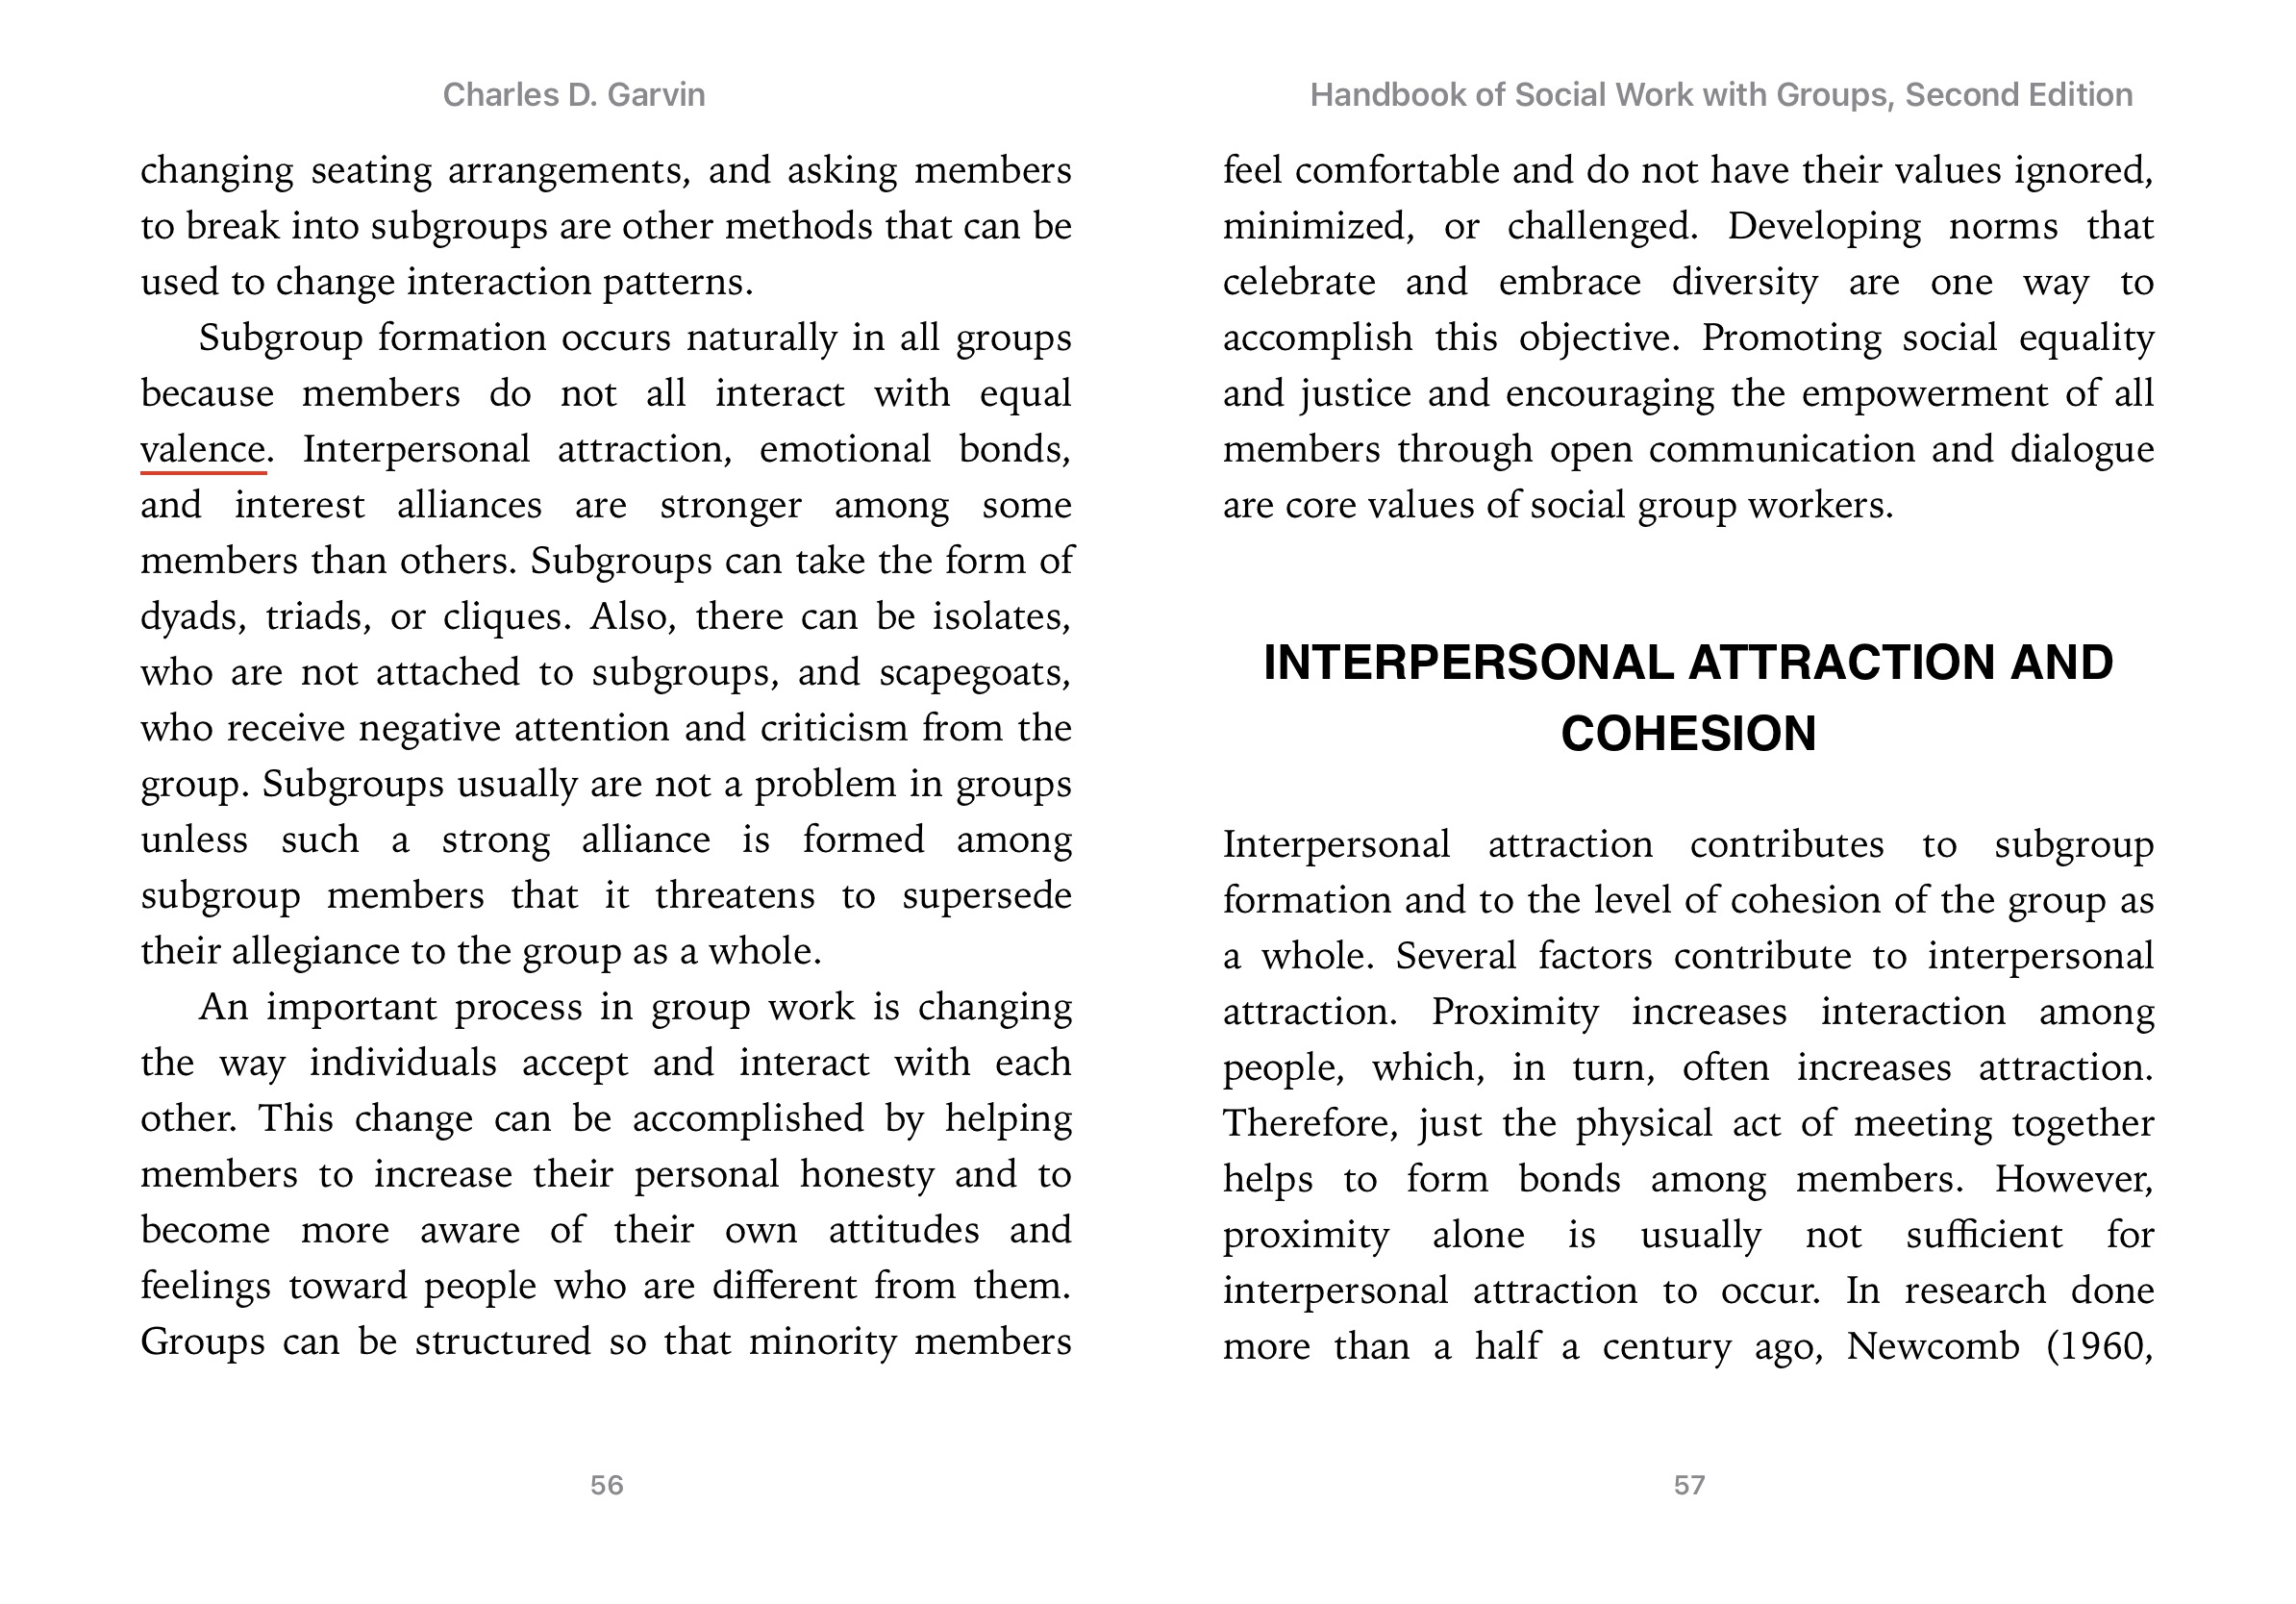 Charles D. Garvin
changing seating arrangements, and asking members
to break into subgroups are other methods that can be
used to change interaction patterns.
Subgroup formation occurs naturally in all groups
because members do not all interact with equal
valence. Interpersonal attraction, emotional bonds,
and interest alliances are stronger among some
members than others. Subgroups can take the form of
dyads, triads, or cliques. Also, there can be isolates,
who are not attached to subgroups, and scapegoats,
who receive negative attention and criticism from the
group. Subgroups usually are not a problem in groups
unless such a strong alliance is formed among
subgroup members that it threatens to supersede
their allegiance to the group as a whole.
An important process in group work is changing
the way individuals accept and interact with each
other. This change can be accomplished by helping
members to increase their personal honesty and to
become more aware of their own attitudes and
feelings toward people who are different from them.
Groups can be structured so that minority members
56
Handbook of Social Work with Groups, Second Edition
feel comfortable and do not have their values ignored,
minimized, or challenged. Developing norms that
celebrate and embrace diversity are one way to
accomplish this objective. Promoting social equality
and justice and encouraging the empowerment of all
members through open communication and dialogue
are core values of social group workers.
INTERPERSONAL ATTRACTION AND
COHESION
Interpersonal attraction contributes to subgroup
formation and to the level of cohesion of the group as
a whole. Several factors contribute to interpersonal
attraction. Proximity increases interaction among
people, which, in turn, often increases attraction.
Therefore, just the physical act of meeting together
helps to form bonds among members. However,
proximity alone is usually not sufficient for
interpersonal attraction to occur. In research done
more than a half a century ago, Newcomb (1960,
57